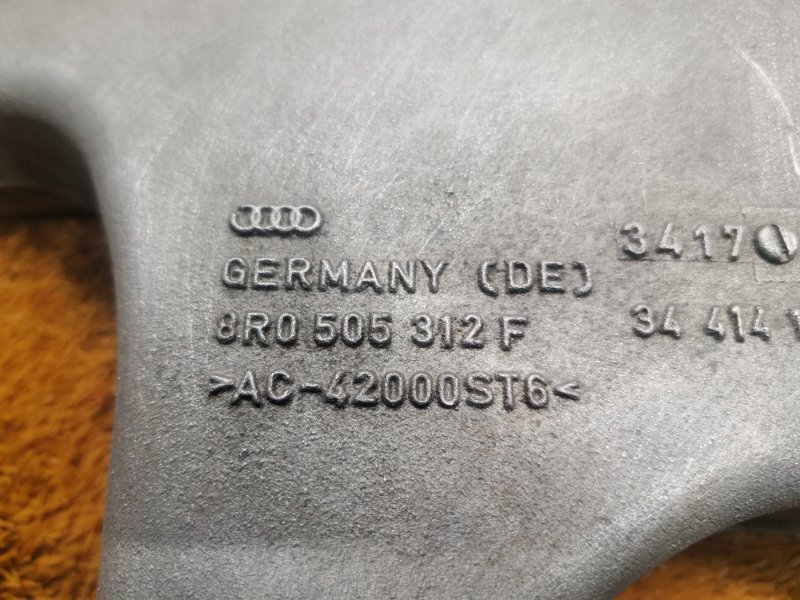 GERMANY (DE)
8R0 505 312 F
>AC-42000ST6<
3417
34 414